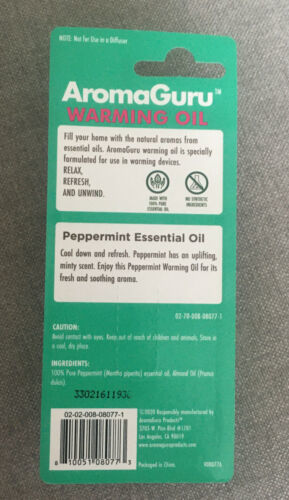 NOTE: Not For Use in a Diffuser
AromaGuru™
WARMING OIL
Fill your home with the natural aromas from
essential oils. AromaGuru warming oil is specially
formulated for use in warming devices.
RELAX,
REFRESH,
AND UNWIND.
MADE WITH
100% PURE
ESSENTIAL OIL
NO SYNTHETIC
INGREDIENTS
Peppermint Essential Oil
Cool down and refresh. Peppermint has an uplifting,
minty scent. Enjoy this Peppermint Warming Oil for its
fresh and soothing aroma.
02-70-008-08077-1
CAUTION:
Avoid contact with eyes. Keep out of reach of children and animals. Store in
a cool, dry place.
INGREDIENTS:
100% Pure Peppermint (Mentha piperita) essential oil, Almond Oil (Prunus
dulcis).
3302161193
02-02-008-08077-1
8 10051 08077 3
©2020 Responsibly manufactured by
AromaGuru Products™
3785 W. Pico Blvd
Los Angeles, CA 90019
www.aromaguruproducts.com
Packaged in China.